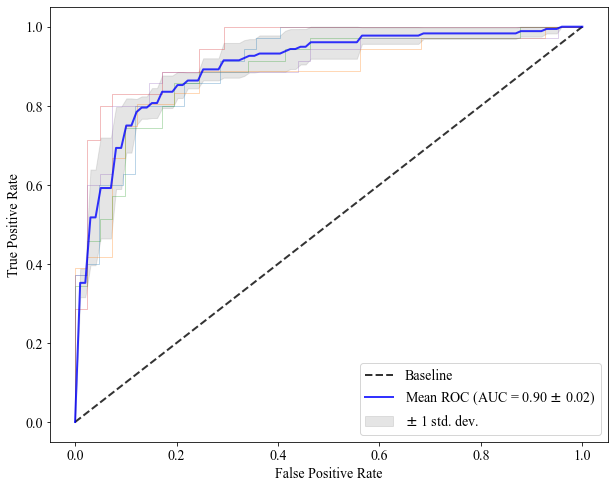 1.0
0.8
0.6
0.4
0.2
0.0
True Positive Rate
Baseline
Mean ROC (AUC = 0.90 ± 0.02)
± 1 std. dev.
0.0 0.2 0.4 0.6 0.8 1.0
False Positive Rate